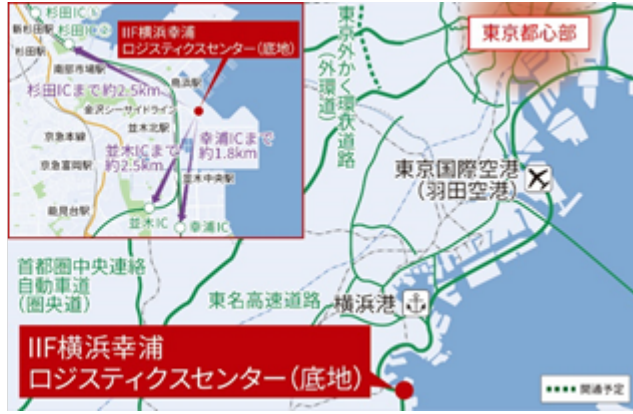 杉田IC
杉田IC
新杉田駅
杉田駅
IIF横浜幸浦
ロジスティクスセンター(底地)
南部市場駅
鳥浜駅
杉田ICまで約2.5km
金沢シーサイドライン
並木北駅
京急本線
京急富岡駅
並木ICまで
約2.5km
幸浦ICまで
約1.8km
並木中央駅
能見台駅
並木IC
幸浦IC
東京都心部
東京外かく環状道路
(外環道)
東京国際空港
(羽田空港)
首都圏中央連絡
自動車道
(圏央道)
東名高速道路
横浜港
IIF横浜幸浦
ロジスティクスセンター(底地)
開通予定